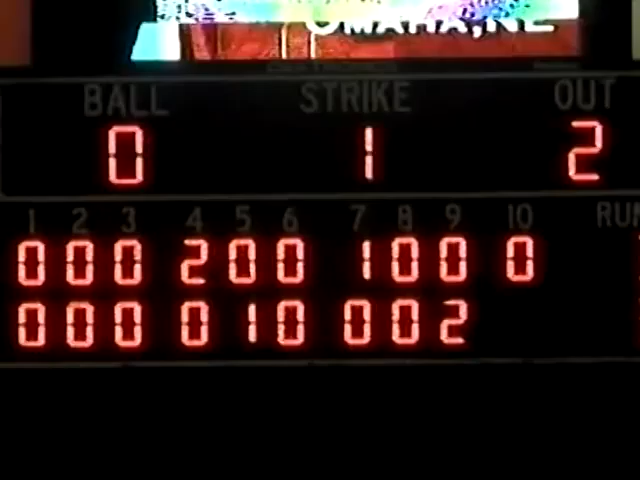 OMAHA, NE
BALL STRIKE OUT
0 1 2
1 2 3 4 5 6 7 8 9 10 RUN
0 0 0 2 0 0 1 0 0 0
0 0 0 0 1 0 0 0 2